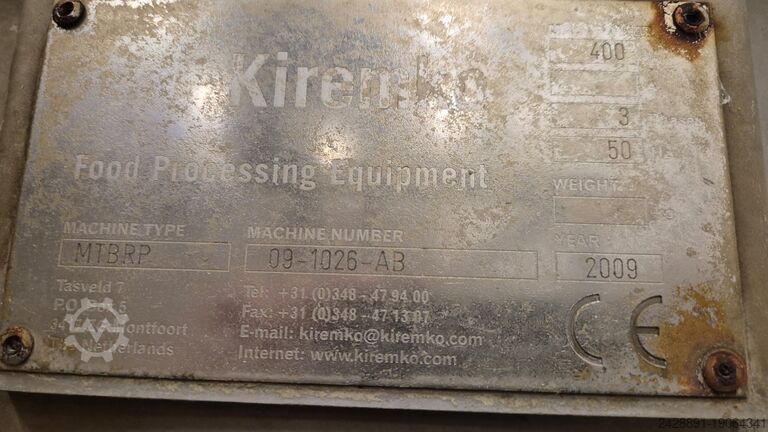 Kiremko
Food Processing Equipment
400
3
50
WEIGHT
MACHINE TYPE
MTBRP
MACHINE NUMBER
09-1026-AB
YEAR
2009
Tasveld 7
Tel: +31 (0)348 - 47 94 00
Fax: +31 (0)348 - 47 13 07
E-mail: kiremko@kiremko.com
Netherlands
Internet: www.kiremko.com
CE
2428891-19064341